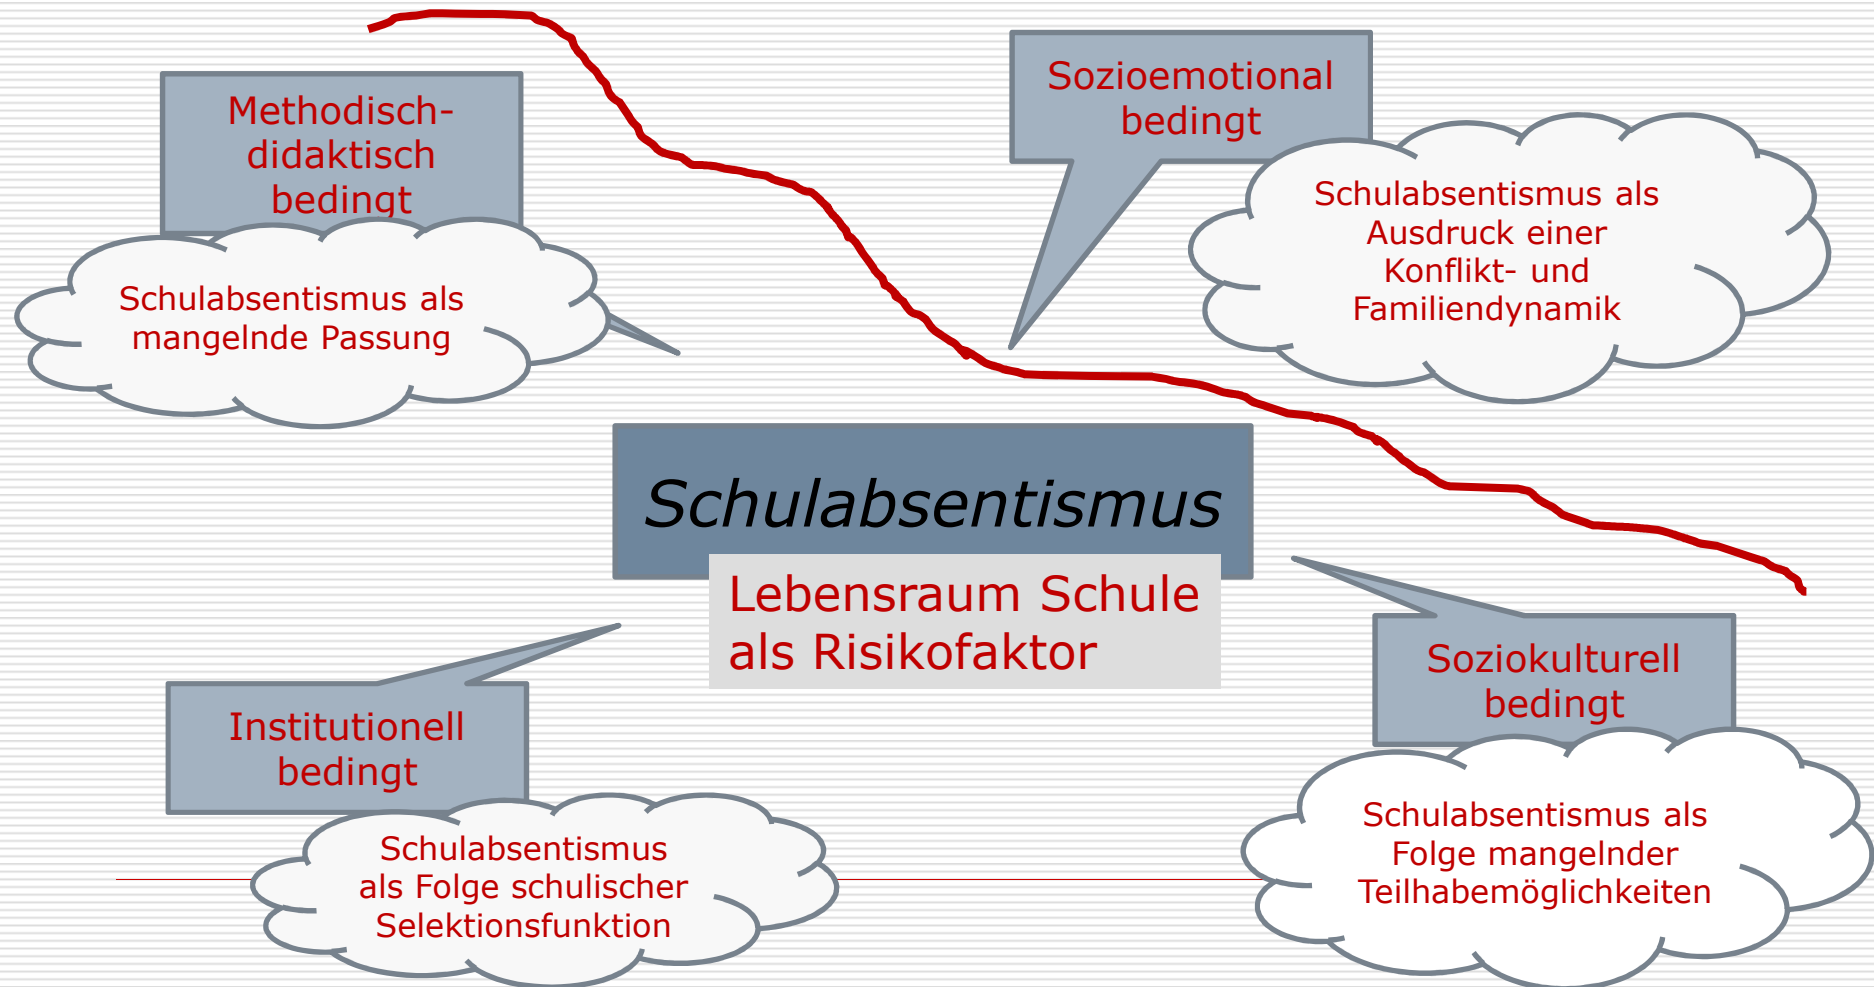 Methodisch-
didaktisch
bedingt
Schulabsentismus als
mangelnde Passung
Sozioemotional
bedingt
Schulabsentismus als
Ausdruck einer
Konflikt- und
Familiendynamik
Schulabsentismus
Lebensraum Schule
als Risikofaktor
Institutionell
bedingt
Schulabsentismus
als Folge schulischer
Selektionsfunktion
Soziokulturell
bedingt
Schulabsentismus als
Folge mangelnder
Teilhabemöglichkeiten